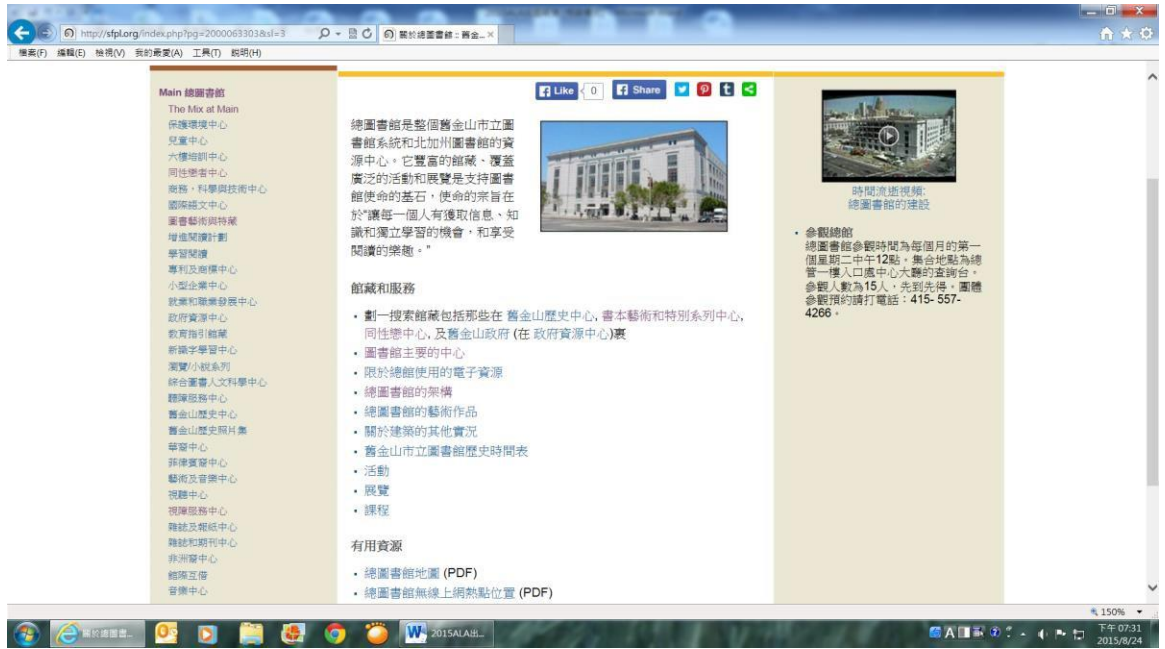 http://sfpl.org/index.php?pg=2000063303&sl=3
關於總圖書館 :: 舊金...
檔案(F) 編輯(E) 檢視(V) 我的最愛(A) 工具(T) 說明(H)
Main 總圖書館
The Mix at Main
保護環境中心
兒童中心
六樓培訓中心
同性戀者中心
商務,科學與技術中心
國際語文中心
圖書藝術與特藏
增進閱讀計劃
學習閱讀
專利及商標中心
小型企業中心
就業和職業發展中心
政府資源中心
教育指引館藏
新識字學習中心
瀏覽/小說系列
綜合圖書人文科學中心
聽障服務中心
舊金山歷史中心
舊金山歷史照片集
華裔中心
菲律賓裔中心
藝術及音樂中心
視聽中心
視障服務中心
雜誌及報紙中心
雜誌和期刊中心
非洲裔中心
館際互借
音樂中心
Like 0 Share
總圖書館是整個舊金山市立圖
書館系統和北加州圖書館的資
源中心。它豐富的館藏、覆蓋
廣泛的活動和展覽是支持圖書
館使命的基石,使命的宗旨在
於"讓每一個人有獲取信息、知
識和獨立學習的機會,和享受
閱讀的樂趣。"
館藏和服務
• 劃一搜索館藏包括那些在 舊金山歷史中心, 書本藝術和特別系列中心,
同性戀中心, 及舊金山政府 (在 政府資源中心)裏
• 圖書館主要的中心
• 限於總館使用的電子資源
• 總圖書館的架構
• 總圖書館的藝術作品
• 關於建築的其他實況
• 舊金山市立圖書館歷史時間表
• 活動
• 展覽
• 課程
有用資源
• 總圖書館地圖 (PDF)
• 總圖書館無線上網熱點位置 (PDF)
時間流逝視頻:
總圖書館的建設
• 參觀總館
總圖書館參觀時間為每個月的第一
個星期二中午12點。集合地點為總
管一樓入口處中心大廳的查詢台。
參觀人數為15人,先到先得。團體
參觀預約請打電話:415- 557-
4266。
150%
關於總圖書...
2015ALA出...
下午 07:31
2015/8/24